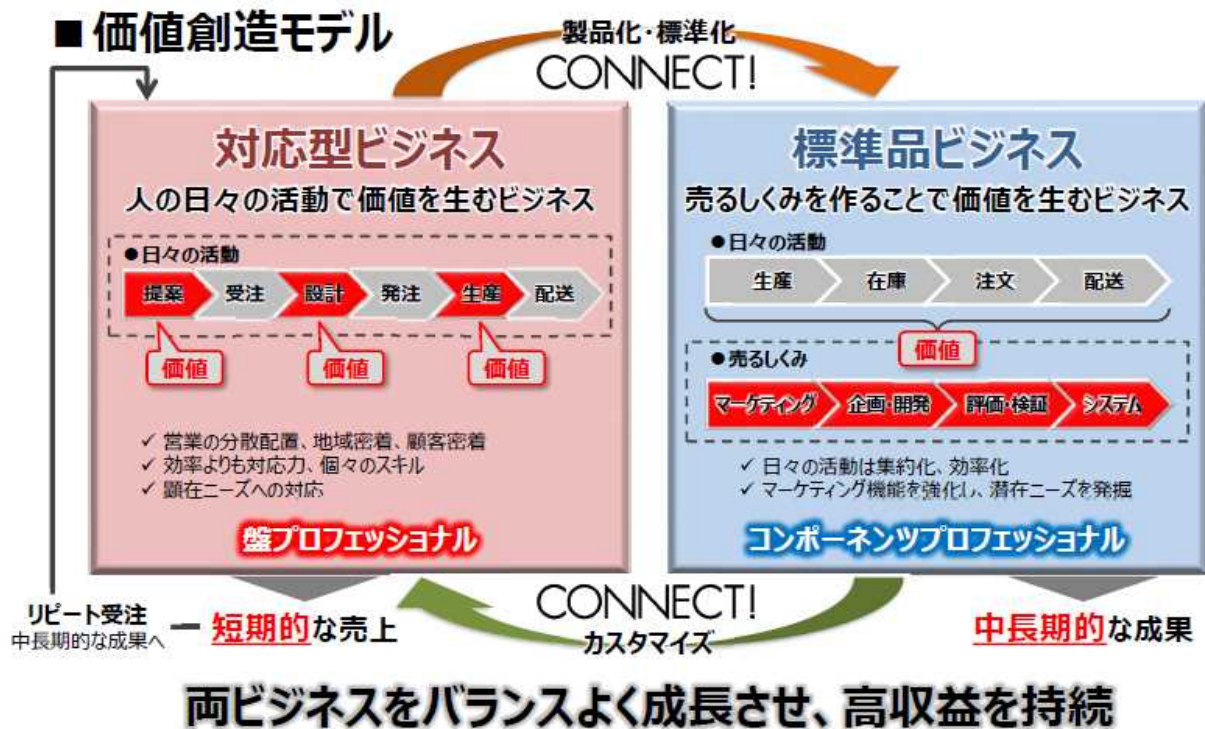 ■ 価値創造モデル
製品化・標準化
CONNECT!
対応型ビジネス
人の日々の活動で価値を生むビジネス
●日々の活動
提案 受注 設計 発注 生産 配送
価値 価値 価値
✓ 営業の分散配置、地域密着、顧客密着
✓ 効率よりも対応力、個々のスキル
✓ 顕在ニーズへの対応
盤プロフェッショナル
標準品ビジネス
売るしくみを作ることで価値を生むビジネス
●日々の活動
生産 在庫 注文 配送
価値
●売るしくみ
マーケティング 企画・開発 評価・検証 システム
✓ 日々の活動は集約化、効率化
✓ マーケティング機能を強化し、潜在ニーズを発掘
コンポーネンツプロフェッショナル
CONNECT!
カスタマイズ
リピート受注
中長期的な成果へ
短期的な売上
中長期的な成果
両ビジネスをバランスよく成長させ、高収益を持続